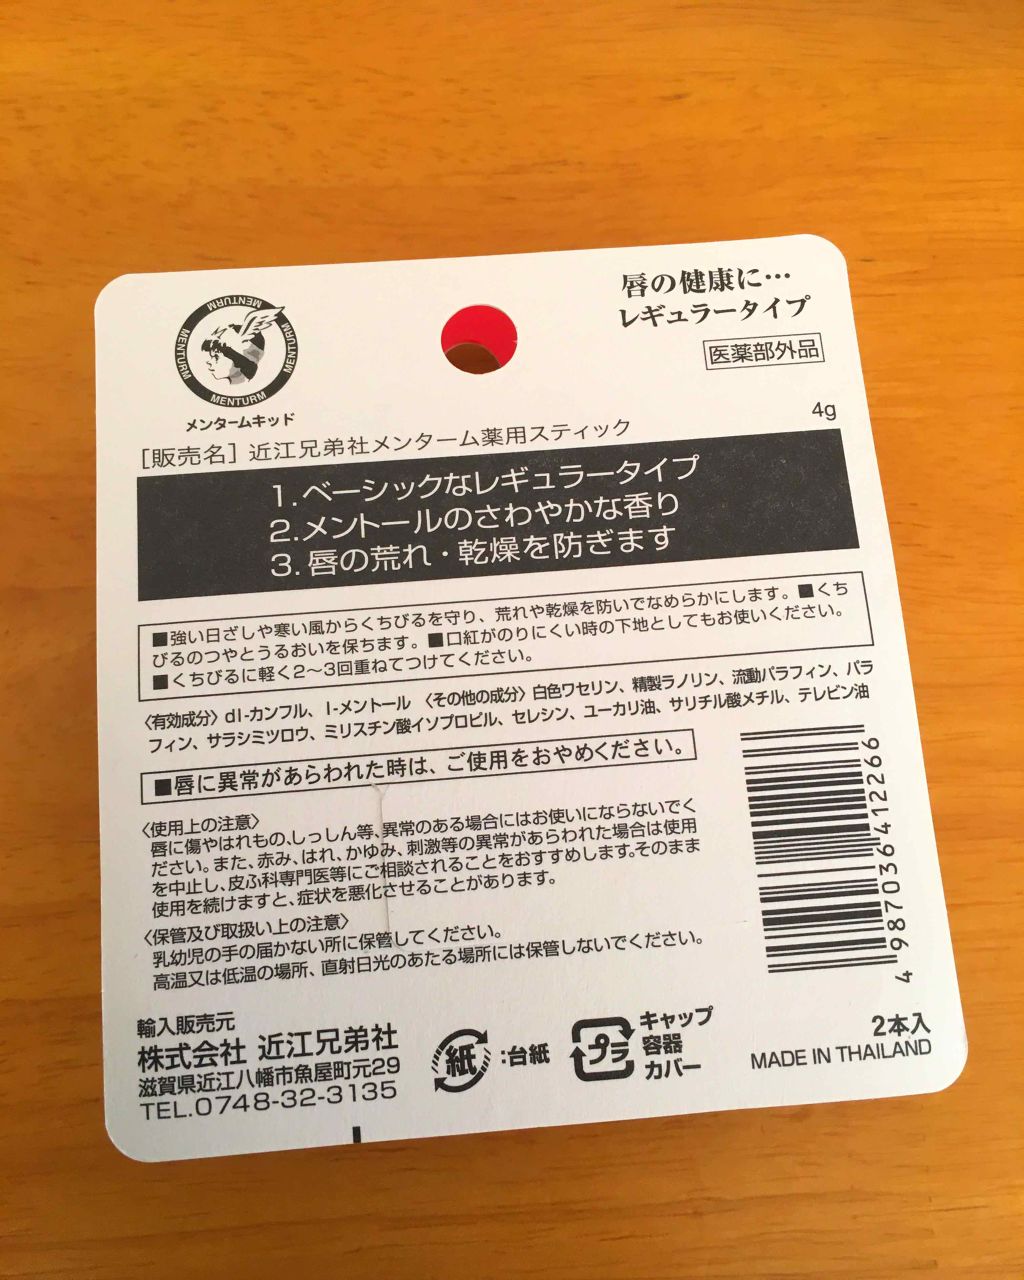 MENTURM
MENTURM
MENTURM
MENTURM
メンタームキッド
唇の健康に…
レギュラータイプ
医薬部外品
[販売名] 近江兄弟社メンターム薬用スティック
4g
1.ベーシックなレギュラータイプ
2.メントールのさわやかな香り
3.唇の荒れ・乾燥を防ぎます
■強い日ざしや寒い風からくちびるを守り、荒れや乾燥を防いでなめらかにします。■くち
びるのつやとうるおいを保ちます。■口紅がのりにくい時の下地としてもお使いください。
■くちびるに軽く2〜3回重ねてつけてください。
〈有効成分〉dl-カンフル、l-メントール 〈その他の成分〉白色ワセリン、精製ラノリン、流動パラフィン、パラ
フィン、サラシミツロウ、ミリスチン酸イソプロピル、セレシン、ユーカリ油、サリチル酸メチル、テレビン油
■唇に異常があらわれた時は、ご使用をおやめください。
〈使用上の注意〉
唇に傷やはれもの、しっしん等、異常のある場合にはお使いにならないでく
ださい。また、赤み、はれ、かゆみ、刺激等の異常があらわれた場合は使用
を中止し、皮ふ科専門医等にご相談されることをおすすめします。そのまま
使用を続けますと、症状を悪化させることがあります。
〈保管及び取扱い上の注意〉
乳幼児の手の届かない所に保管してください。
高温又は低温の場所、直射日光のあたる場所には保管しないでください。
4987036412266
輸入販売元
株式会社 近江兄弟社
滋賀県近江八幡市魚屋町元29
TEL.0748-32-3135
紙:台紙
プラ
キャップ
容器
カバー
2本入
MADE IN THAILAND